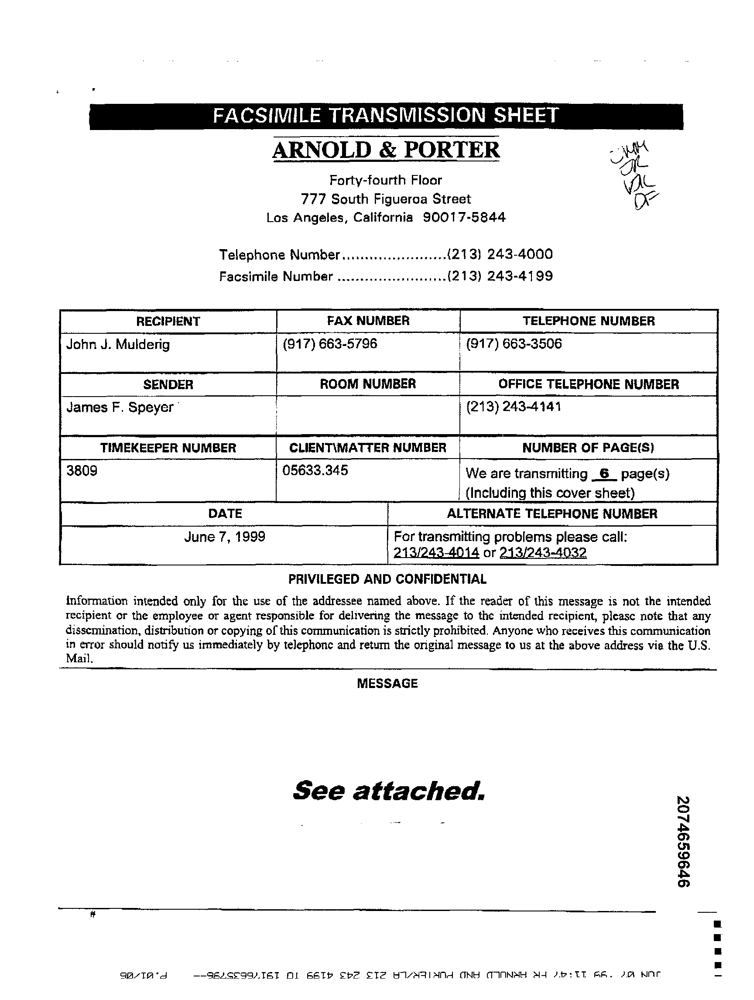 FACSIMILE TRANSMISSION SHEET
ARNOLD & PORTER
Forty-fourth Floor
777 South Figueroa Street
Los Angeles, California 90017-5844
Telephone Number.......................(213) 243-4000
Facsimile Number ........................(213) 243-4199
RECIPIENT FAX NUMBER TELEPHONE NUMBER
John J. Mulderig (917) 663-5796 (917) 663-3506
SENDER ROOM NUMBER OFFICE TELEPHONE NUMBER
James F. Speyer (213) 243-4141
TIMEKEEPER NUMBER CLIENT\MATTER NUMBER NUMBER OF PAGE(S)
3809 05633.345 We are transmitting 6 page(s)
(Including this cover sheet)
DATE ALTERNATE TELEPHONE NUMBER
June 7, 1999 For transmitting problems please call:
213/243-4014 or 213/243-4032
PRIVILEGED AND CONFIDENTIAL
Information intended only for the use of the addressee named above. If the reader of this message is not the intended
recipient or the employee or agent responsible for delivering the message to the intended recipient, please note that any
dissemination, distribution or copying of this communication is strictly prohibited. Anyone who receives this communication
in error should notify us immediately by telephone and return the original message to us at the above address via the U.S.
Mail.
MESSAGE
See attached.
2074659646
#
JUN 07 '99 11:47 FR ARNOLD AND PORTER/LA 213 243 4199 TO 19176635796-- P.01/06